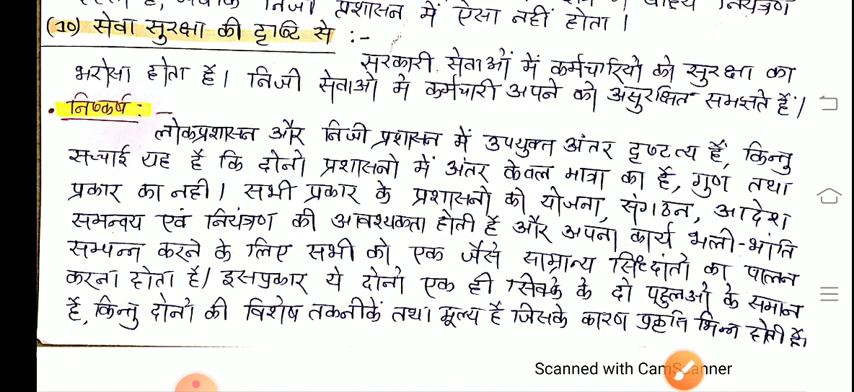 प्रशासन में ऐसा नहीं होता।
(10) सेवा सुरक्षा की दृष्टि से :-
सरकारी सेवाओं में कर्मचारियो को सुरक्षा का
भरोसा होता है। निजी सेवाओ मे कर्मचारी अपने को असुरक्षित समझते हैं।
• निष्कर्ष :-
लोकप्रशासन और निजी प्रशासन में उपयुक्त अंतर दृष्टव्य हैं, किन्तु
सच्चाई यह है कि दोनो प्रशासनो में अंतर केवल मात्रा का है, गुण तथा
प्रकार का नही। सभी प्रकार के प्रशासनो को योजना, संगठन, आदेश
समन्वय एवं नियंत्रण की आवश्यकता होती है और अपना कार्य भली-भांति
सम्पन्न करने के लिए सभी को एक जैसे सामान्य सिद्दांतो का पालन
करना होता है। इसप्रकार ये दोनो एक ही सिक्के के दो पहुलओ के समान
है, किन्तु दोनो की विशेष तकनीकें तथा मूल्य है जिसके कारण प्रकृति भिन्न होती है।
Scanned with CamScanner